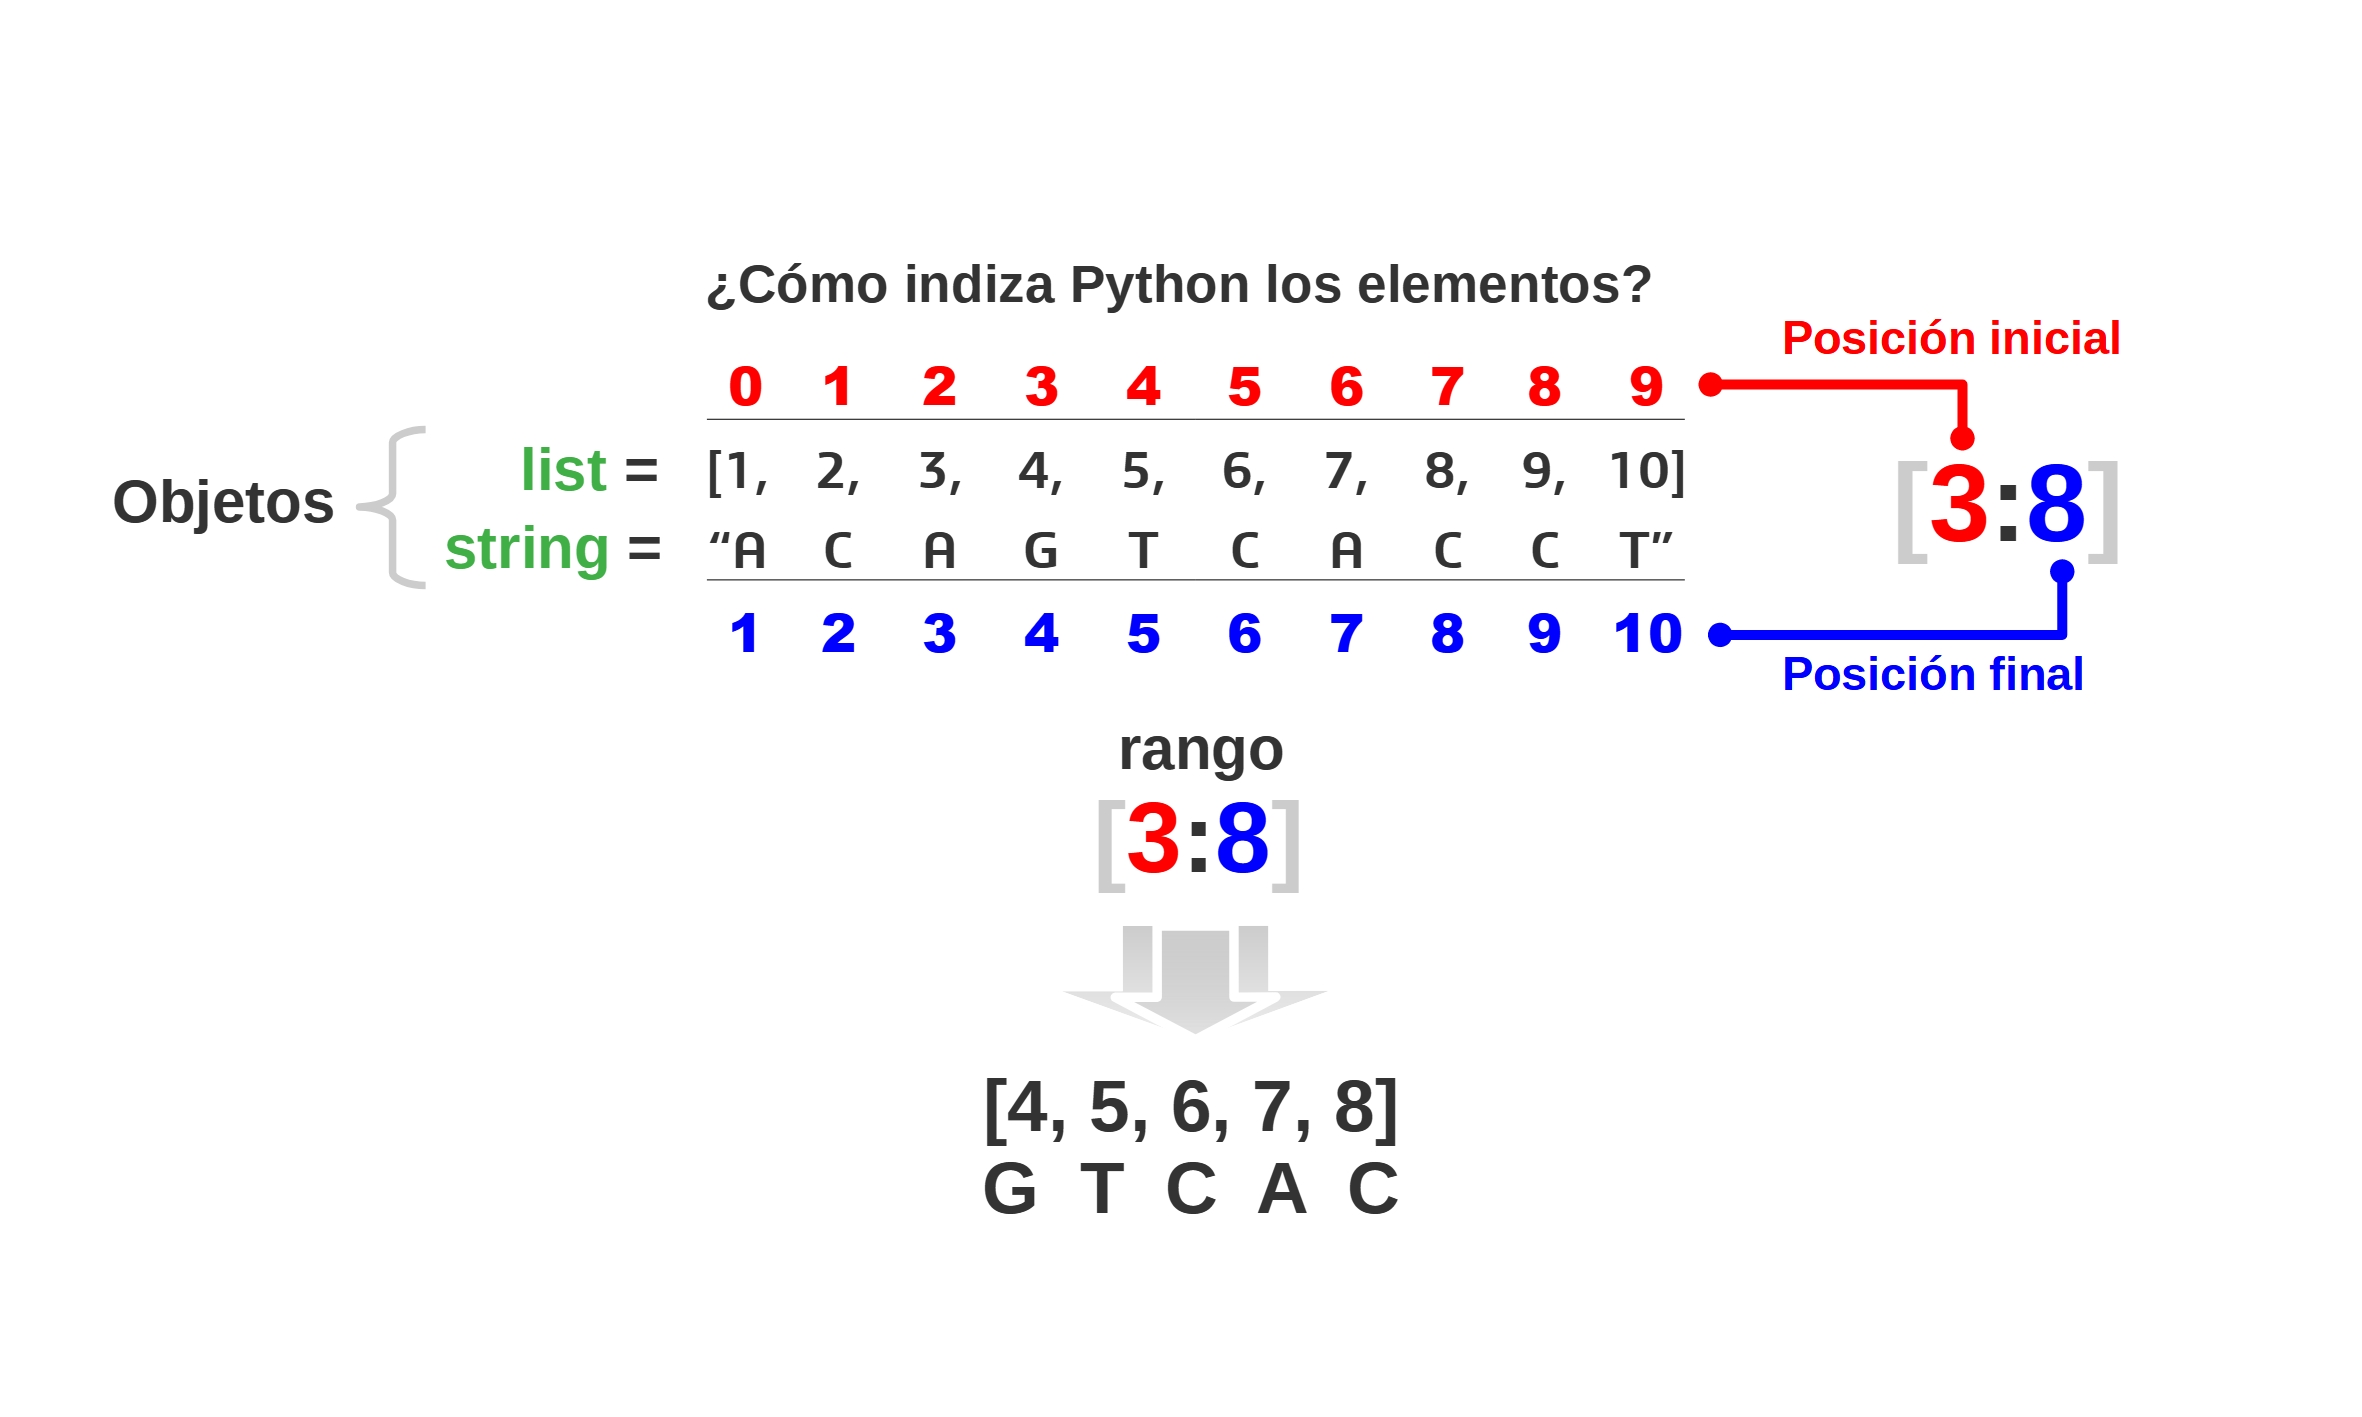 ¿Cómo indiza Python los elementos?
Posición inicial
0 1 2 3 4 5 6 7 8 9
Objetos
list = [1, 2, 3, 4, 5, 6, 7, 8, 9, 10]
string = “A C A G T C A C C T”
[3:8]
1 2 3 4 5 6 7 8 9 10
Posición final
rango
[3:8]
[4, 5, 6, 7, 8]
G T C A C